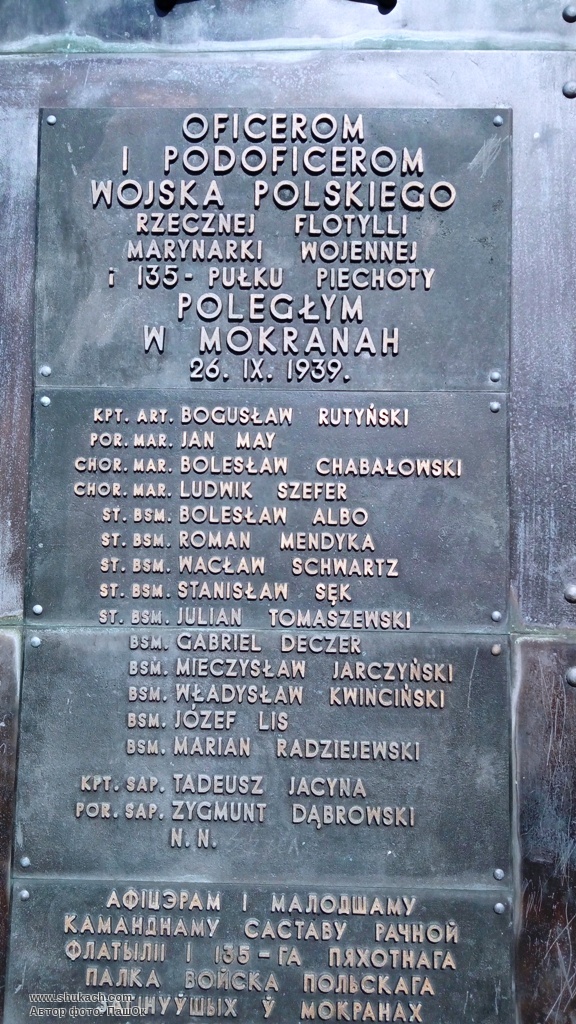 OFICEROM
I PODOFICEROM
WOJSKA POLSKIEGO
RZECZNEJ FLOTYLLI
MARYNARKI WOJENNEJ
i 135- PUŁKU PIECHOTY
POLEGŁYM
W MOKRANAH
26. IX. 1939.
KPT. ART. BOGUSŁAW RUTYŃSKI
POR. MAR. JAN MAY
CHOR. MAR. BOLESŁAW CHABAŁOWSKI
CHOR. MAR. LUDWIK SZEFER
ST. BSM. BOLESŁAW ALBO
ST. BSM. ROMAN MENDYKA
ST. BSM. WACŁAW SCHWARTZ
ST. BSM. STANISŁAW SĘK
ST. BSM. JULIAN TOMASZEWSKI
BSM. GABRIEL DECZER
BSM. MIECZYSŁAW JARCZYŃSKI
BSM. WŁADYSŁAW KWINCIŃSKI
BSM. JÓZEF LIS
BSM. MARIAN RADZIEJEWSKI
KPT. SAP. TADEUSZ JACYNA
POR. SAP. ZYGMUNT DĄBROWSKI
N. N.
АФІЦЭРАМ І МАЛОДШАМУ
КАМАНДНАМУ САСТАВУ РАЧНОЙ
ФЛАТЫЛІІ І 135-ГА ПЯХОТНАГА
ПАЛКА ВОЙСКА ПОЛЬСКАГА
ЗАГІНУЎШЫХ Ў МОКРАНАХ
www.shukach.com
Автор фото: ПашОк